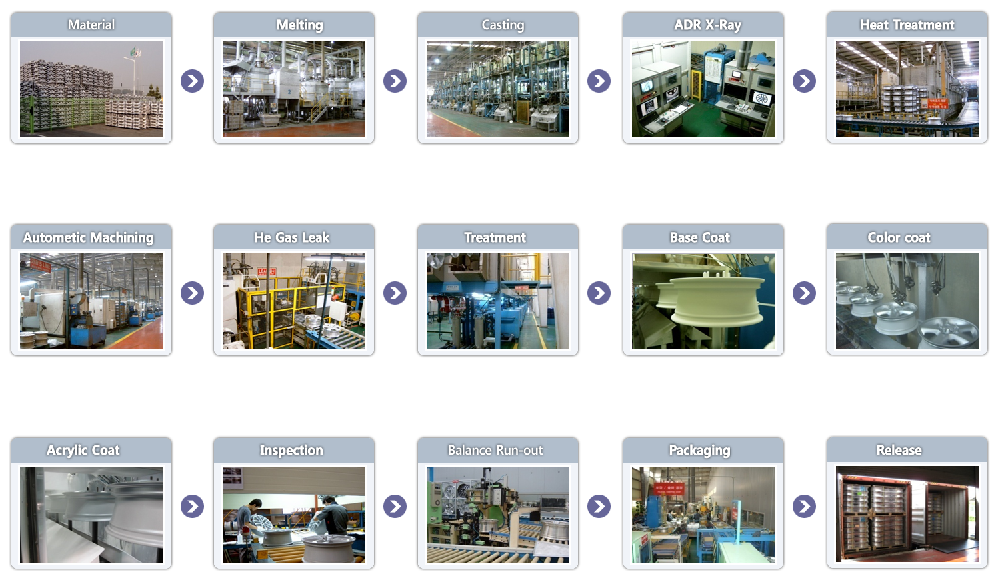 Material
Melting
Casting
ADR X-Ray
Heat Treatment
2
Autometic Machining
He Gas Leak
Treatment
Base Coat
Color coat
Acrylic Coat
Inspection
Balance Run-out
Packaging
Release